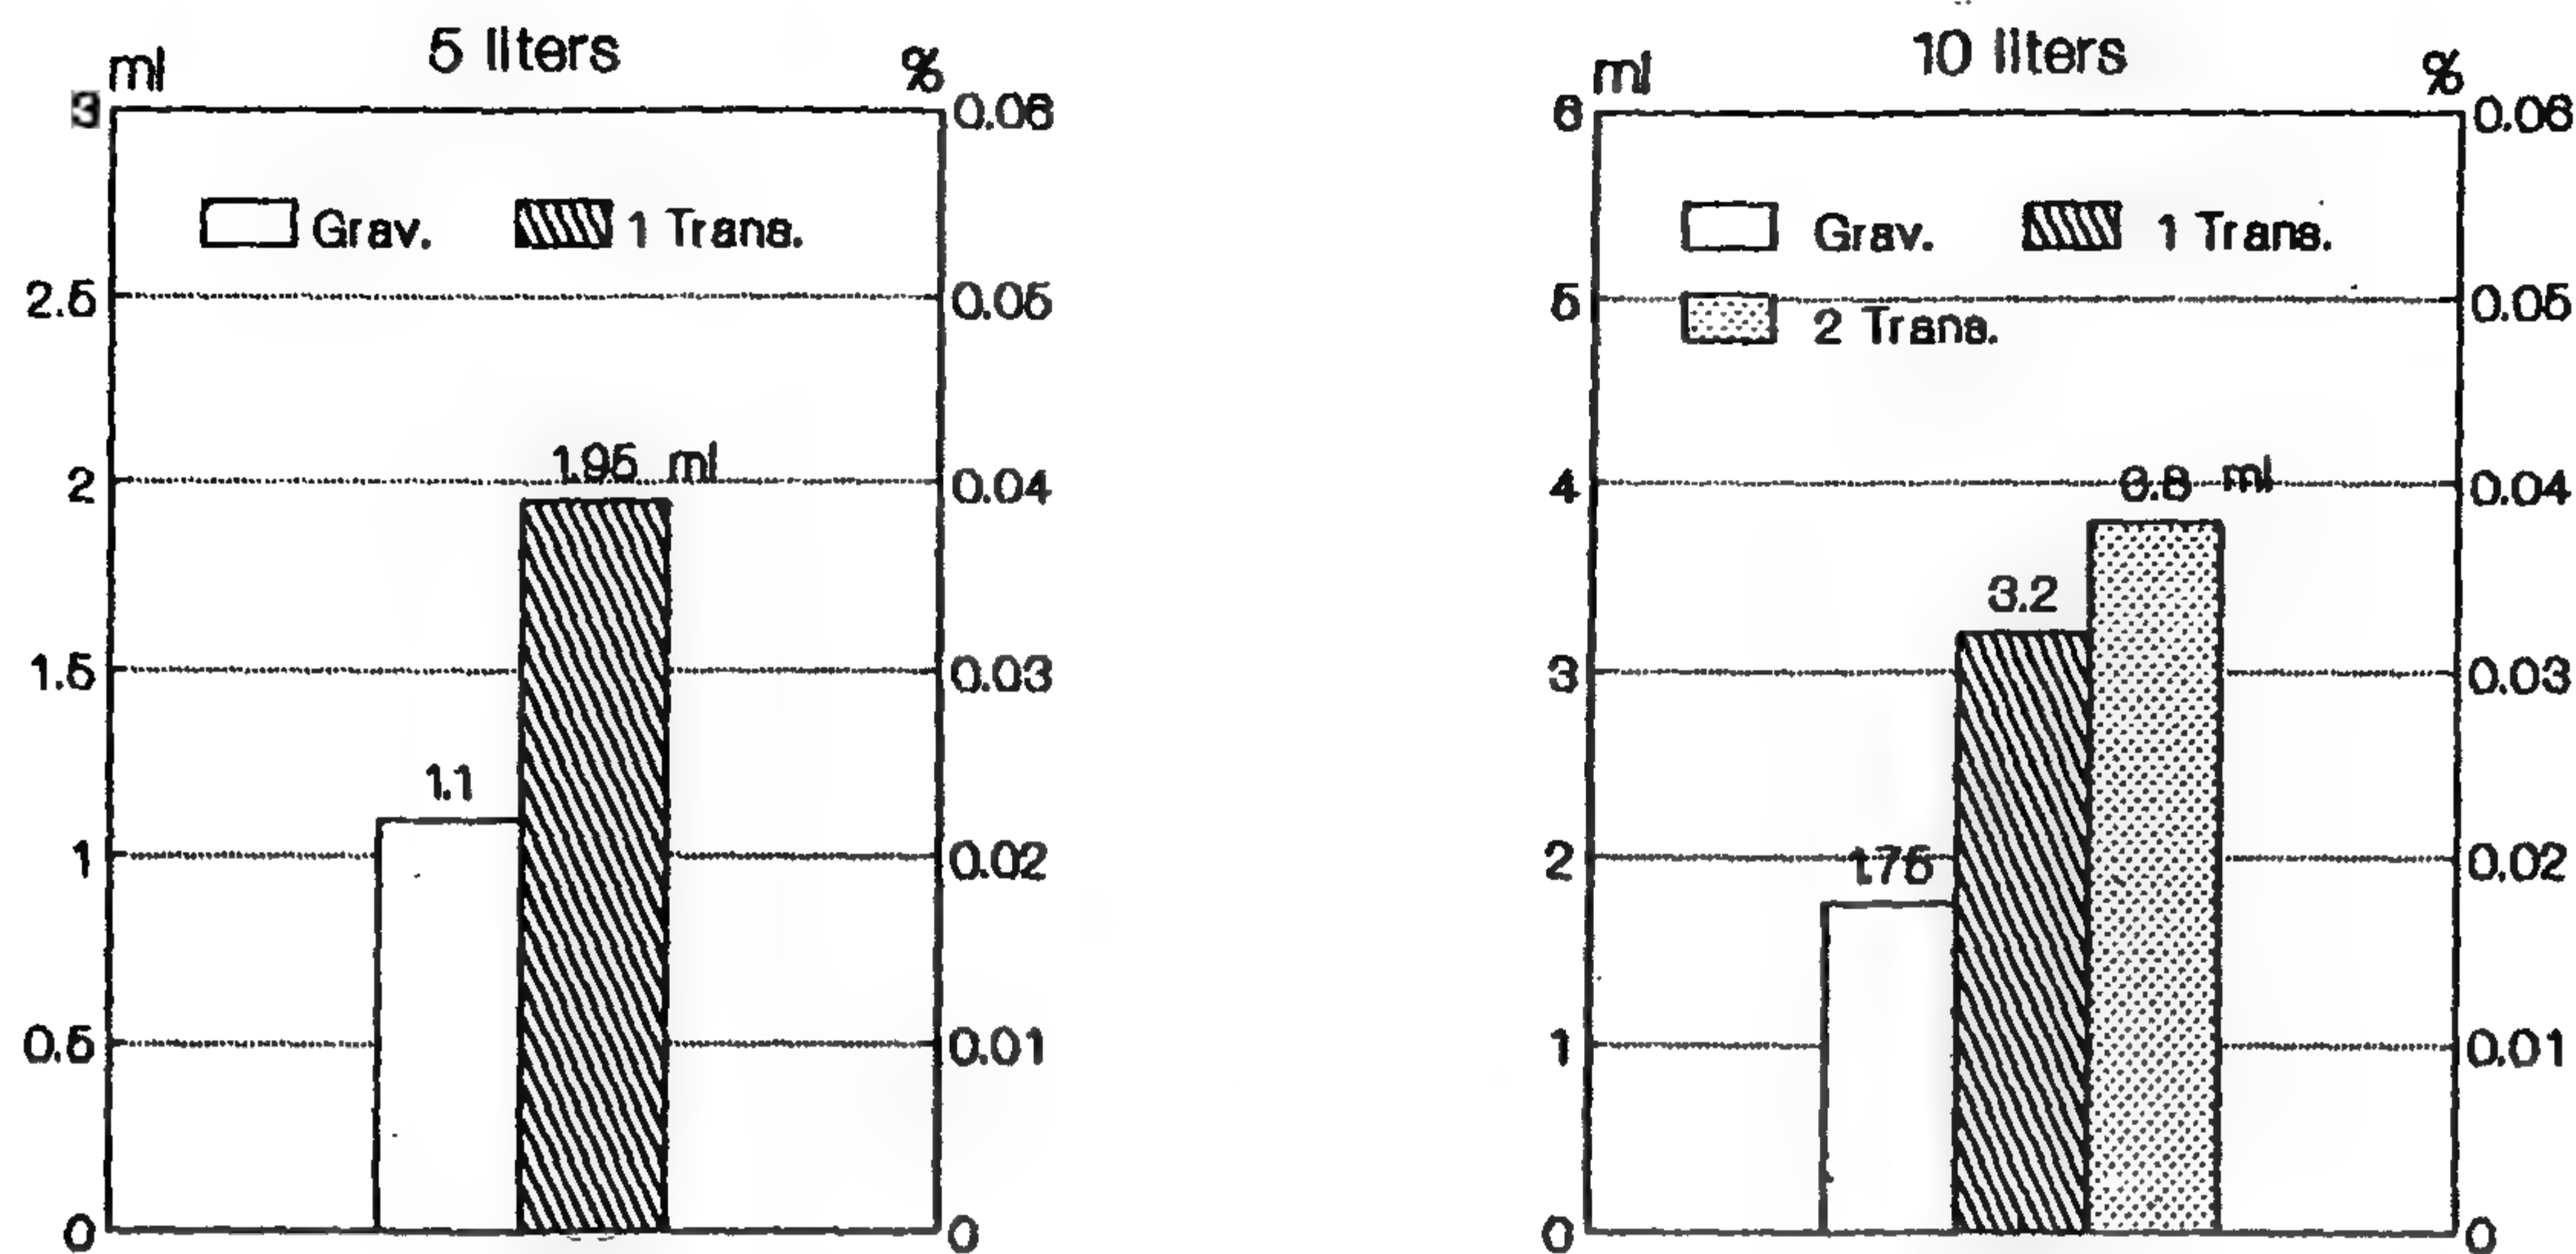 5 liters
ml %
3 0.06
Grav. 1 Trans.
2.5 0.05
1.95 ml
2 0.04
1.5 0.03
1.1
1 0.02
0.5 0.01
0 0
10 liters
ml %
6 0.06
Grav. 1 Trans.
5 0.05
2 Trans.
3.8 ml
4 0.04
3.2
3 0.03
1.75
2 0.02
1 0.01
0 0